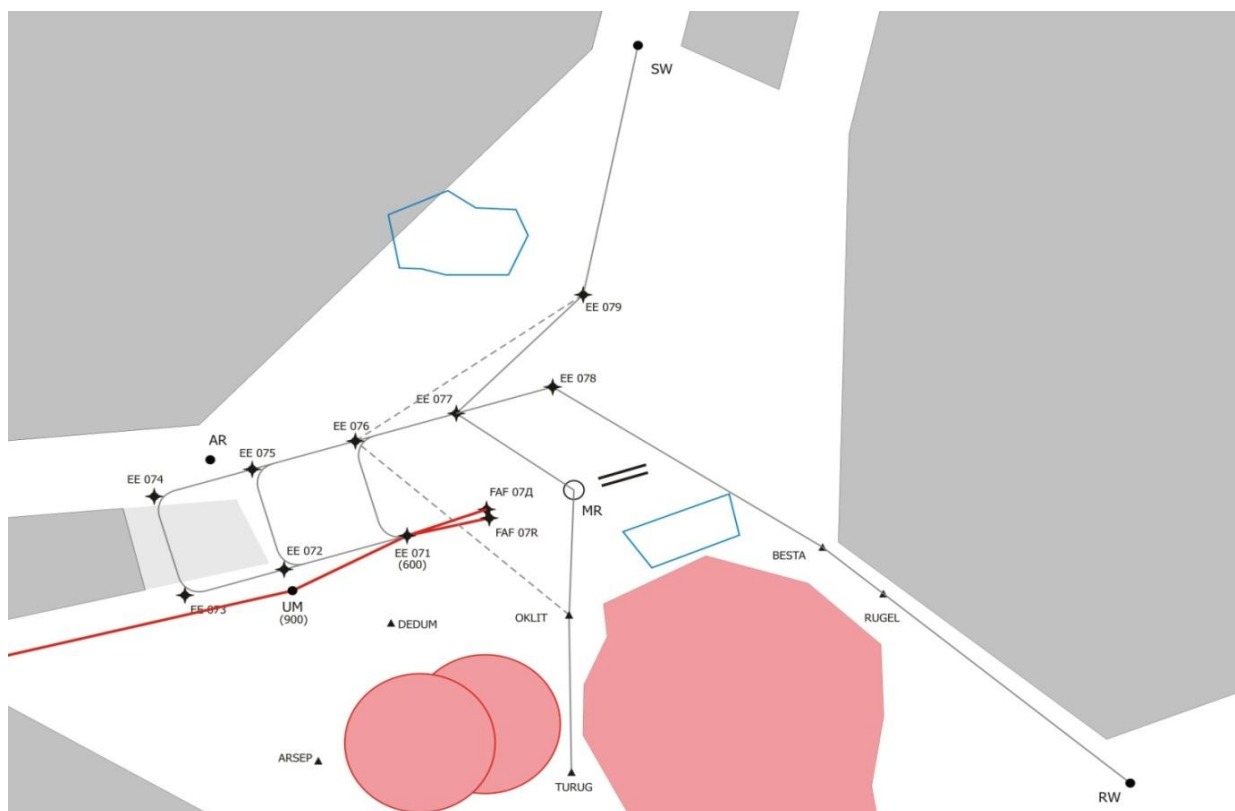 SW
EE 079
EE 078
EE 077
EE 076
AR
EE 075
EE 074
FAF 07Д
FAF 07R
MR
EE 071
(600)
EE 072
BESTA
EE 073
UM
(900)
RUGEL
OKLIT
DEDUM
ARSEP
TURUG
RW